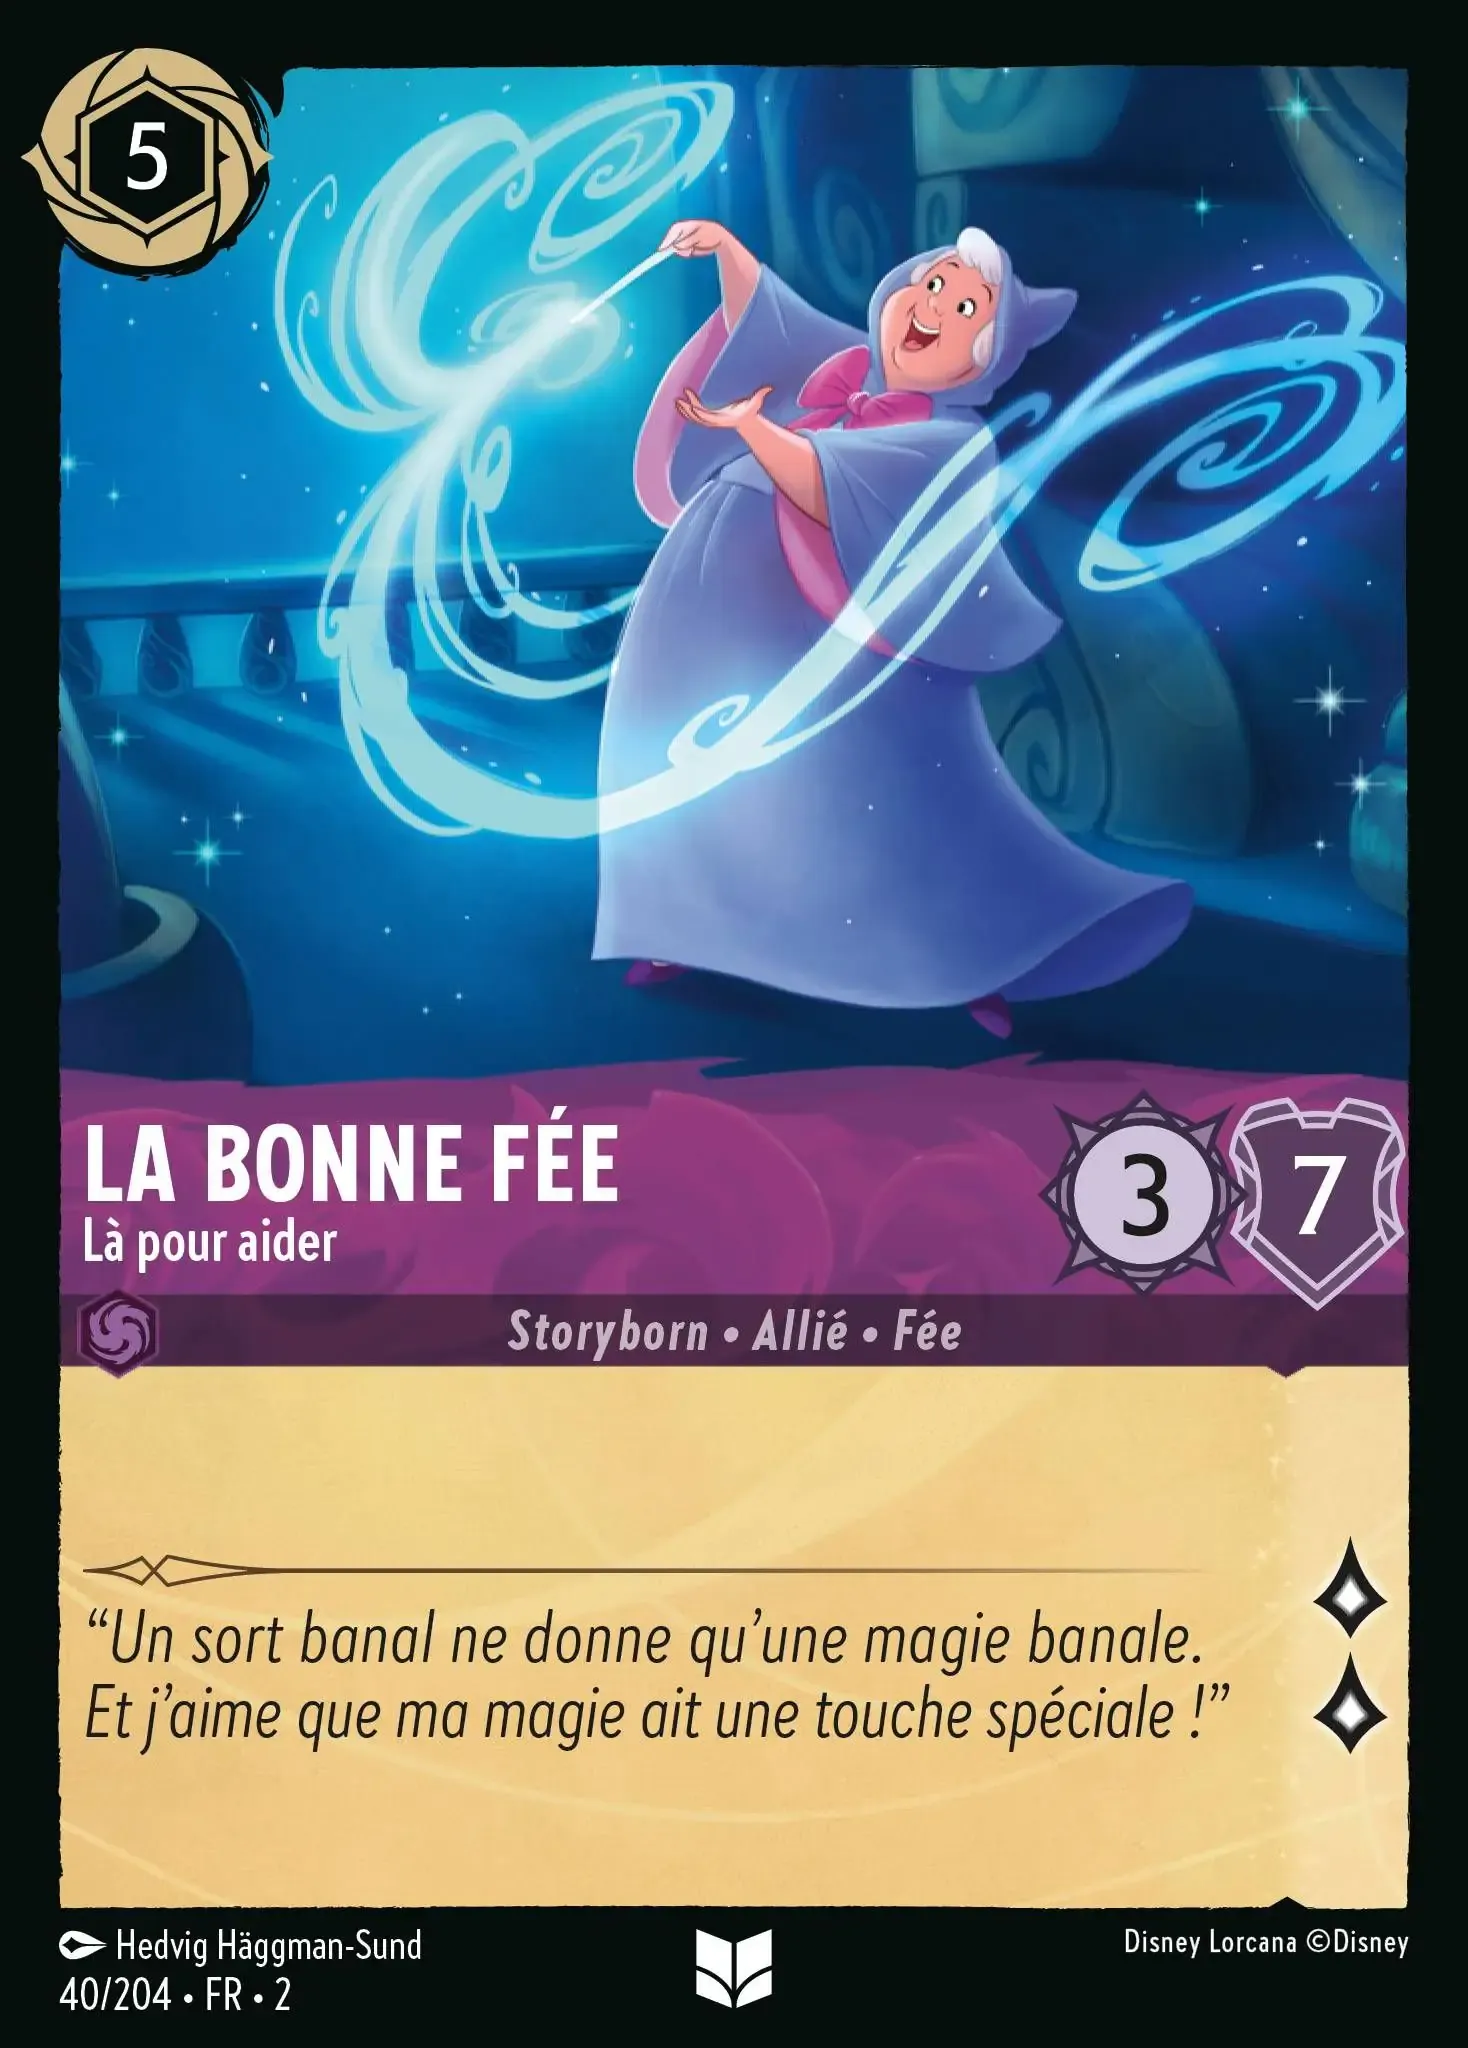 5
LA BONNE FÉE
Là pour aider
3
7
Storyborn • Allié • Fée
“Un sort banal ne donne qu’une magie banale.
Et j’aime que ma magie ait une touche spéciale !”
Hedvig Häggman-Sund
40/204 • FR • 2
Disney Lorcana ©Disney